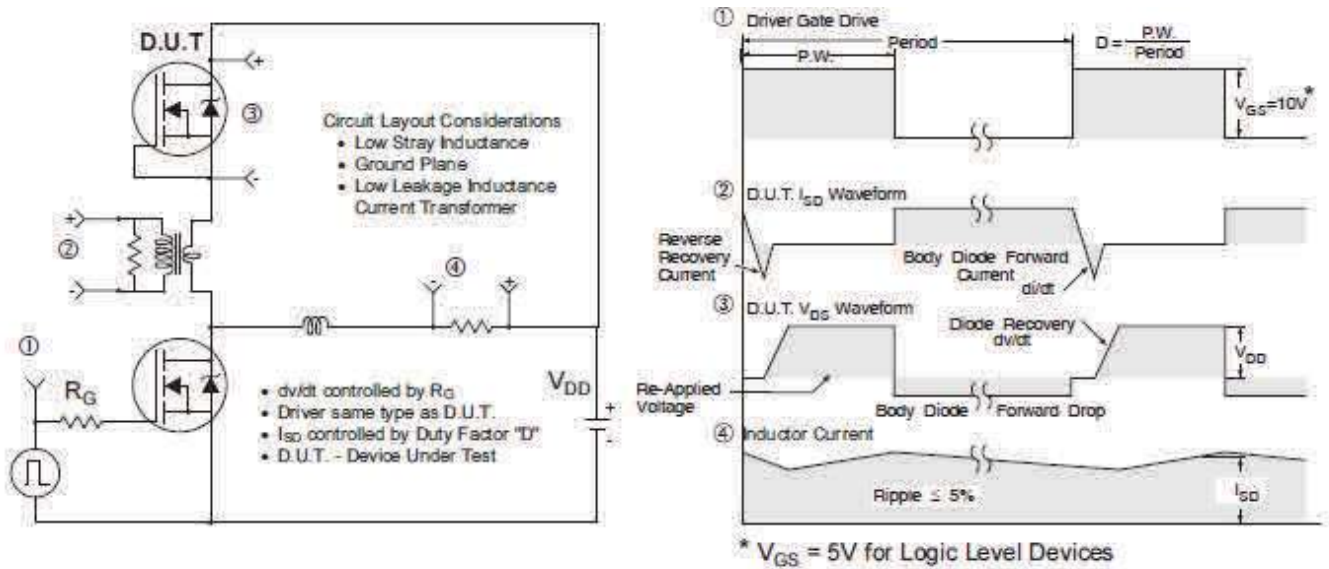 D.U.T
+
③
-
Circuit Layout Considerations
• Low Stray Inductance
• Ground Plane
• Low Leakage Inductance
Current Transformer
+
②
-
④
- +
①
RG
VDD
+
-
• dv/dt controlled by RG
• Driver same type as D.U.T.
• ISD controlled by Duty Factor "D"
• D.U.T. - Device Under Test
① Driver Gate Drive
Period
P.W.
D = P.W.
Period
VGS=10V*
② D.U.T. ISD Waveform
Reverse
Recovery
Current
Body Diode Forward
Current
di/dt
③ D.U.T. VDS Waveform
Diode Recovery
dv/dt
VDD
Re-Applied
Voltage
Body Diode Forward Drop
④ Inductor Current
Ripple ≤ 5%
ISD
* VGS = 5V for Logic Level Devices